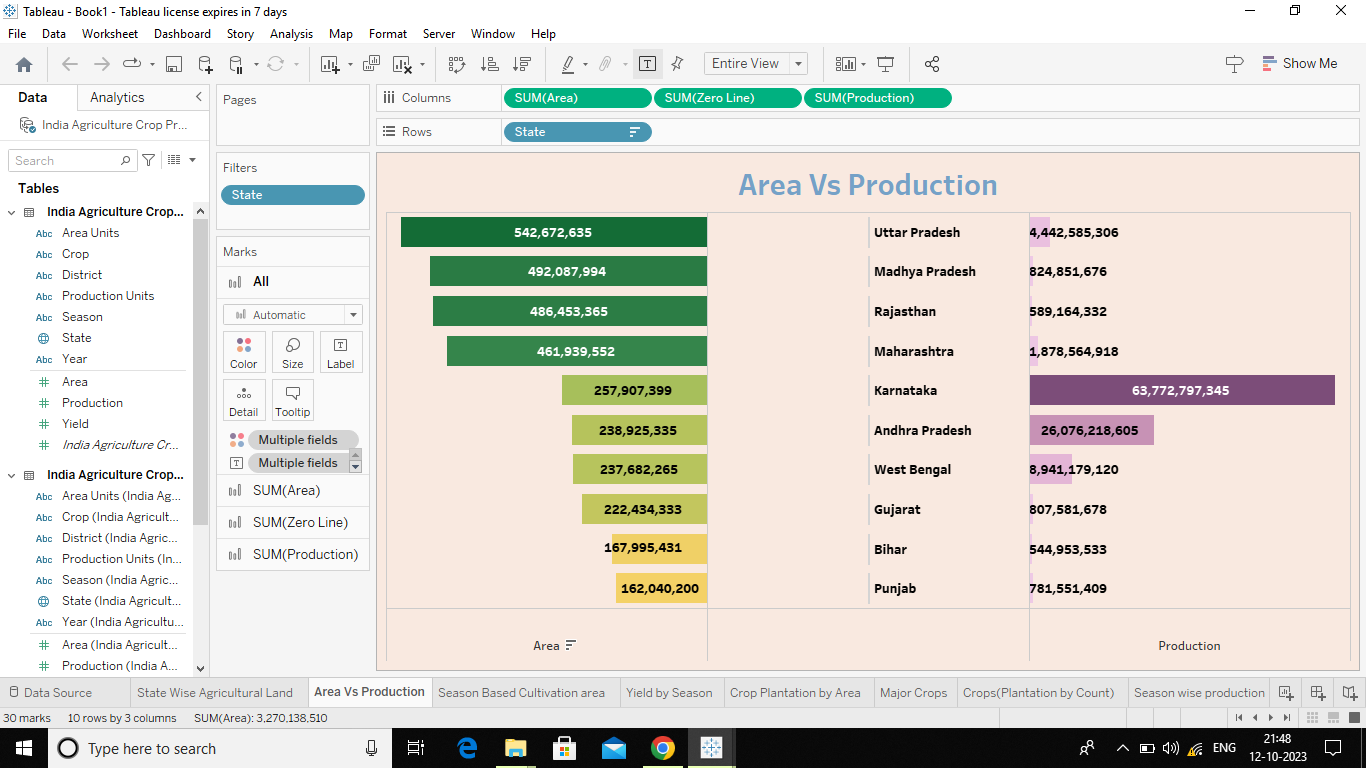 Tableau - Book1 - Tableau license expires in 7 days
File Data Worksheet Dashboard Story Analysis Map Format Server Window Help
Entire View
Show Me
Data Analytics
India Agriculture Crop Pr...
Search
Tables
India Agriculture Crop...
Abc Area Units
Abc Crop
Abc District
Abc Production Units
Abc Season
State
Abc Year
Area
Production
Yield
India Agriculture Cr...
India Agriculture Crop...
Abc Area Units (India Ag...
Abc Crop (India Agricult...
Abc District (India Agric...
Abc Production Units (In...
Abc Season (India Agric...
State (India Agricult...
Abc Year (India Agricultu...
Area (India Agricult...
Production (India A...
Pages
Filters
State
Marks
All
Automatic
Color Size Label
Detail Tooltip
Multiple fields
Multiple fields
SUM(Area)
SUM(Zero Line)
SUM(Production)
Columns SUM(Area) SUM(Zero Line) SUM(Production)
Rows State
Area Vs Production
542,672,635 Uttar Pradesh 4,442,585,306
492,087,994 Madhya Pradesh 824,851,676
486,453,365 Rajasthan 589,164,332
461,939,552 Maharashtra 1,878,564,918
257,907,399 Karnataka 63,772,797,345
238,925,335 Andhra Pradesh 26,076,218,605
237,682,265 West Bengal 8,941,179,120
222,434,333 Gujarat 807,581,678
167,995,431 Bihar 544,953,533
162,040,200 Punjab 781,551,409
Area Production
Data Source State Wise Agricultural Land Area Vs Production Season Based Cultivation area Yield by Season Crop Plantation by Area Major Crops Crops(Plantation by Count) Season wise production
30 marks 10 rows by 3 columns SUM(Area): 3,270,138,510
Type here to search
ENG
21:48
12-10-2023